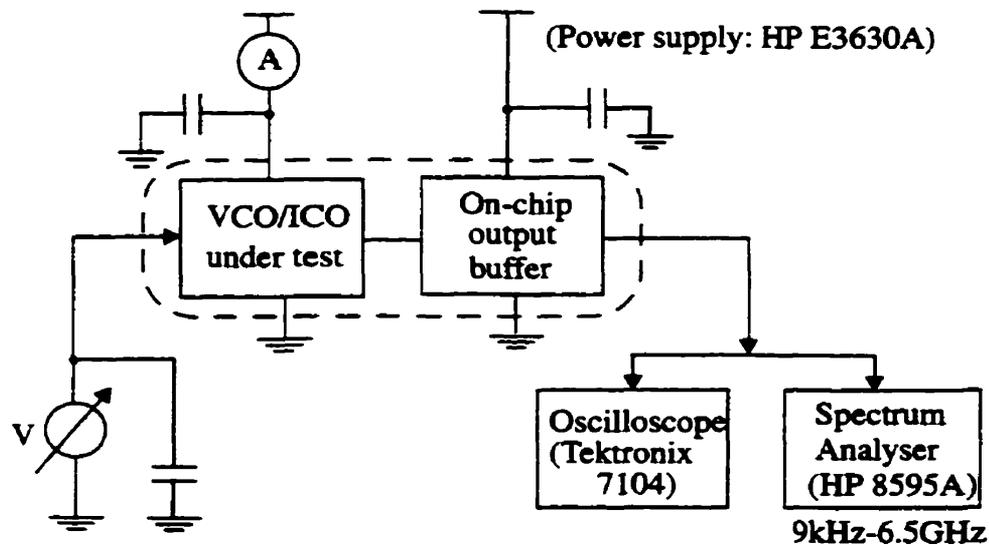 (Power supply: HP E3630A)
A
VCO/ICO
under test
On-chip
output
buffer
V
Oscilloscope
(Tektronix
7104)
Spectrum
Analyser
(HP 8595A)
9kHz-6.5GHz